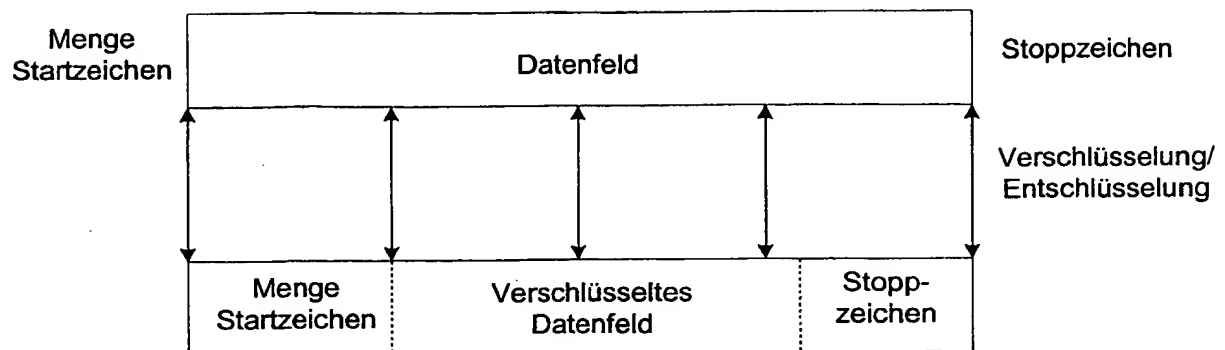 Menge
Startzeichen
Datenfeld
Stoppzeichen
Verschlüsselung/
Entschlüsselung
Menge
Startzeichen
Verschlüsseltes
Datenfeld
Stopp-
zeichen